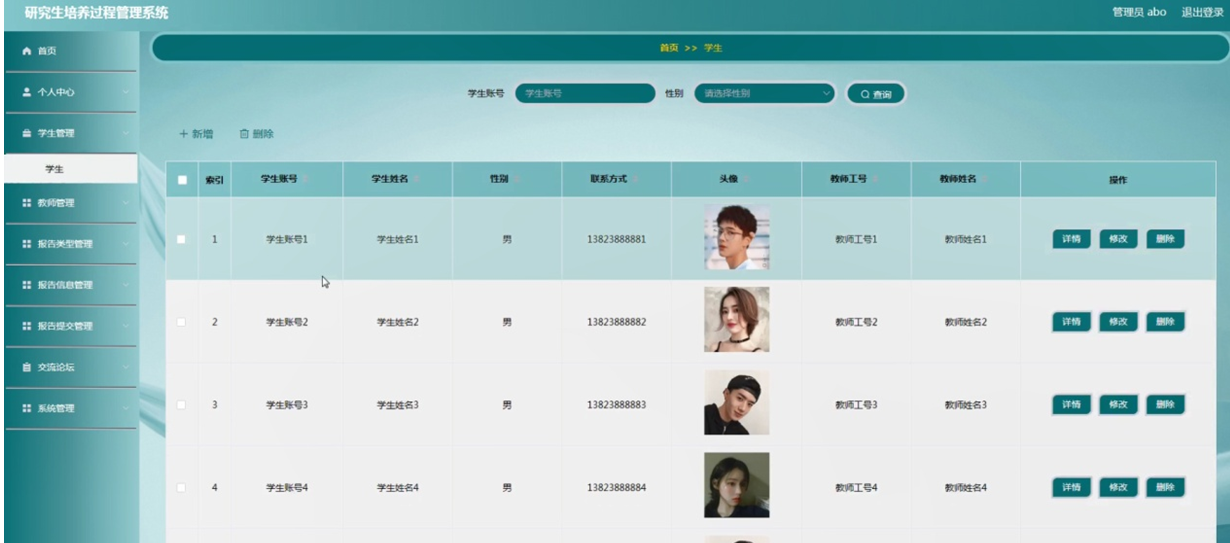 研究生培养过程管理系统 管理员 abo 退出登录
首页
个人中心
学生管理
学生
教师管理
报告类型管理
报告信息管理
报告提交管理
交流论坛
系统管理
首页 >> 学生
学生账号 学生账号 性别 请选择性别 查询
新增 删除
索引 学生账号 学生姓名 性别 联系方式 头像 教师工号 教师姓名 操作
1 学生账号1 学生姓名1 男 13823888881 教师工号1 教师姓名1 详情 修改 删除
2 学生账号2 学生姓名2 男 13823888882 教师工号2 教师姓名2 详情 修改 删除
3 学生账号3 学生姓名3 男 13823888883 教师工号3 教师姓名3 详情 修改 删除
4 学生账号4 学生姓名4 男 13823888884 教师工号4 教师姓名4 详情 修改 删除